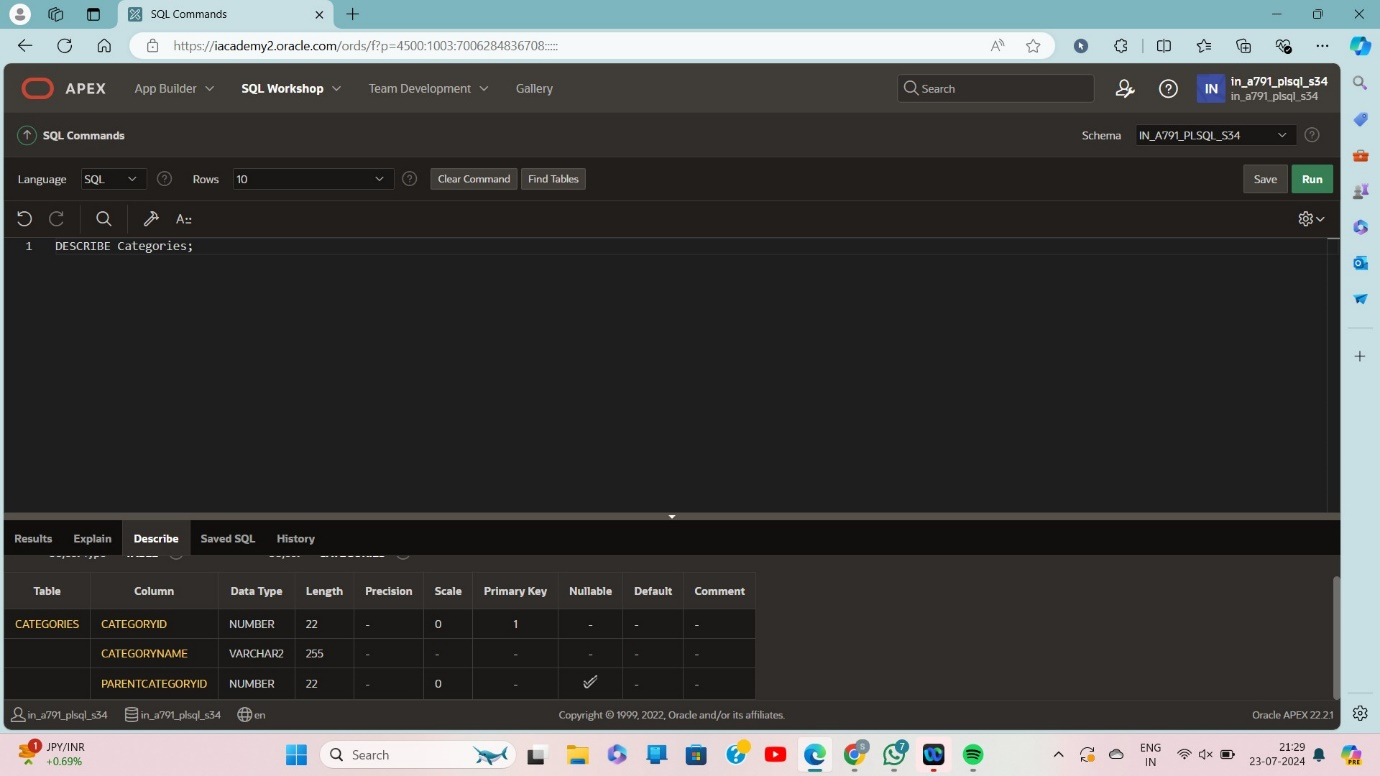 SQL Commands
https://iacademy2.oracle.com/ords/f?p=4500:1003:7006284836708:::::
APEX App Builder SQL Workshop Team Development Gallery Search IN in_a791_plsql_s34
in_a791_plsql_s34
SQL Commands Schema IN_A791_PLSQL_S34
Language SQL Rows 10 Clear Command Find Tables Save Run
1 DESCRIBE Categories;
Results Explain Describe Saved SQL History
Table Column Data Type Length Precision Scale Primary Key Nullable Default Comment
CATEGORIES CATEGORYID NUMBER 22 - 0 1 - - -
CATEGORYNAME VARCHAR2 255 - - - - - -
PARENTCATEGORYID NUMBER 22 - 0 - - -
in_a791_plsql_s34 in_a791_plsql_s34 en Copyright © 1999, 2022, Oracle and/or its affiliates. Oracle APEX 22.2.1
1 JPY/INR
+0.69%
Search
7
ENG
IN
21:29
23-07-2024
PRE